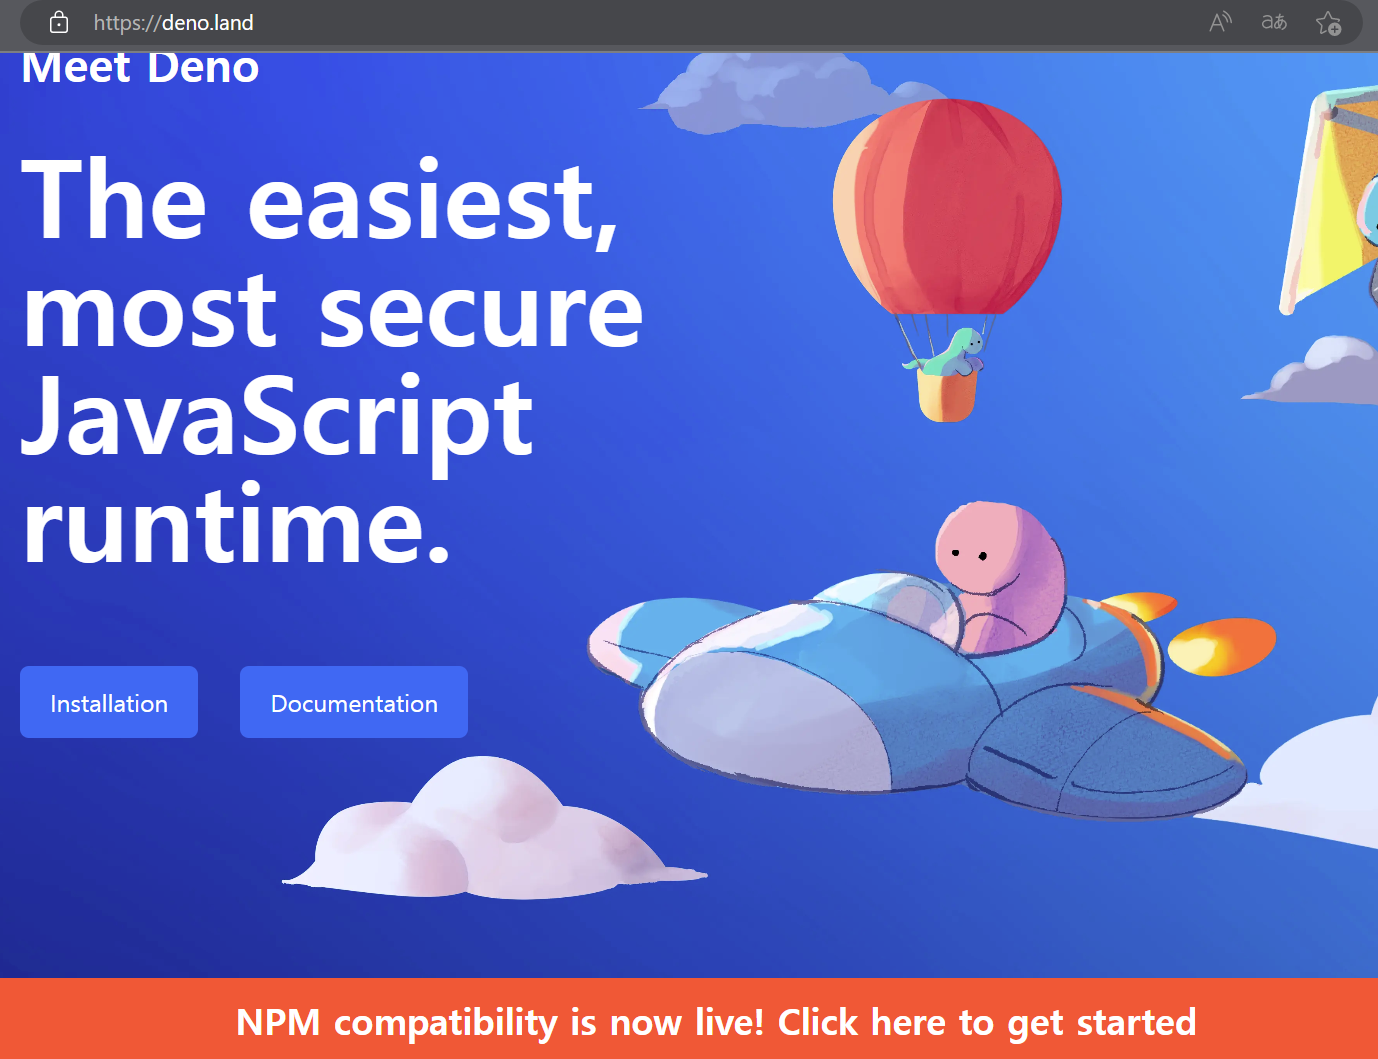 https://deno.land
Meet Deno
The easiest,
most secure
JavaScript
runtime.
Installation
Documentation
NPM compatibility is now live! Click here to get started